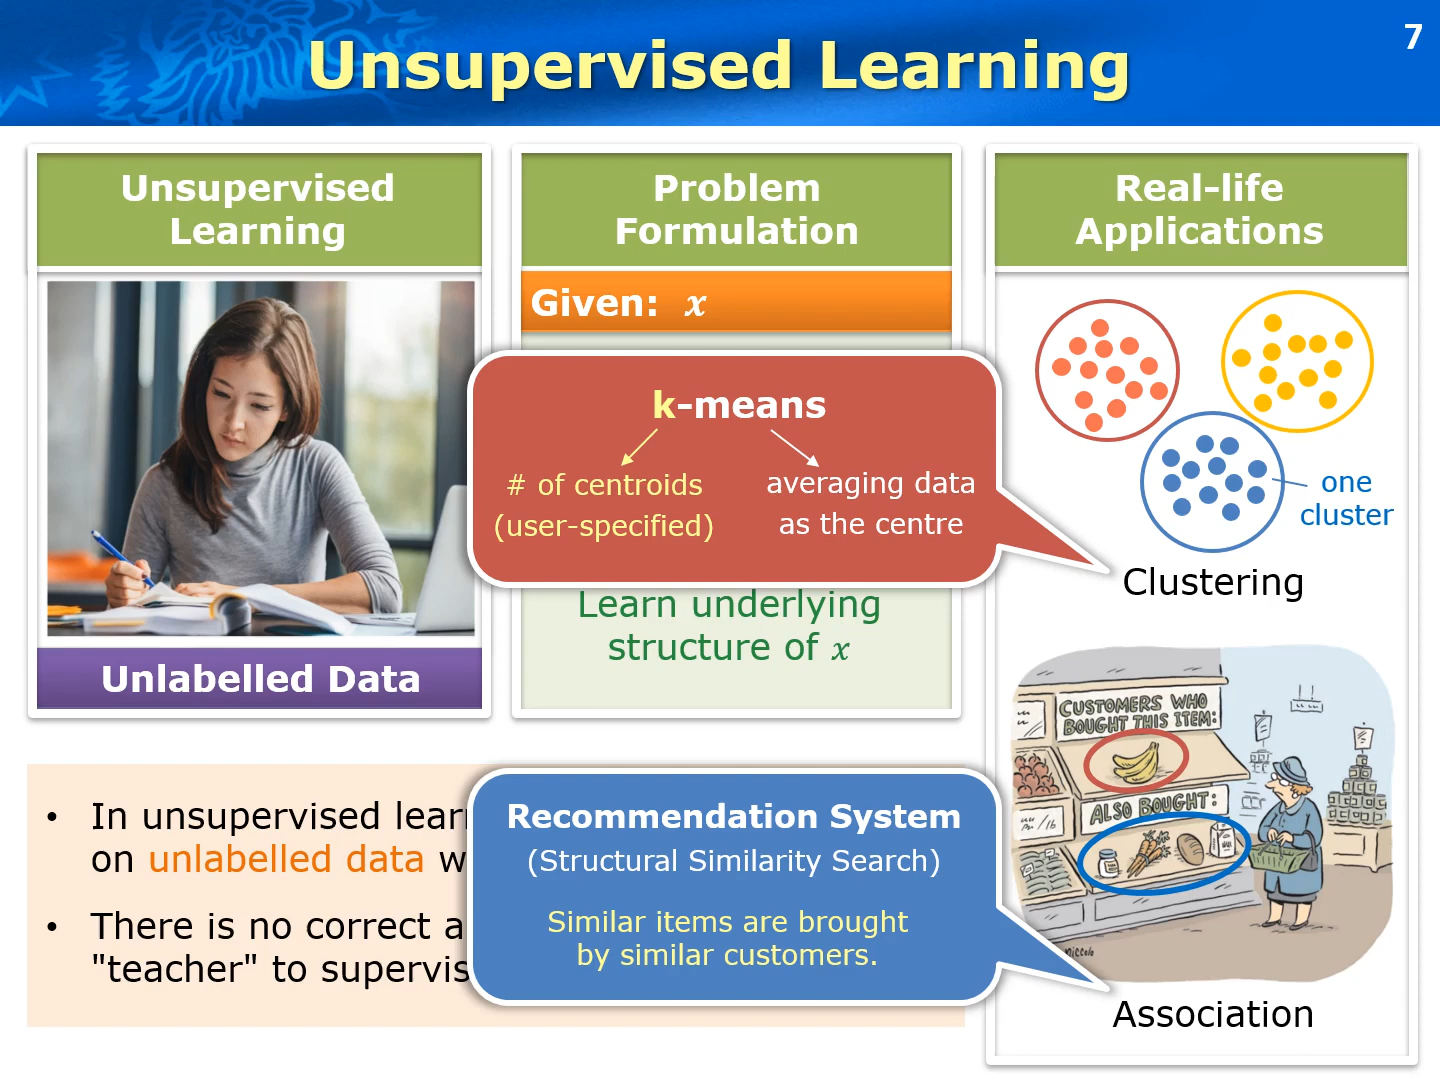 Unsupervised Learning
7
Unsupervised
Learning
Unlabelled Data
Problem
Formulation
Given: x
k-means
# of centroids
(user-specified)
averaging data
as the centre
Learn underlying
structure of x
Real-life
Applications
one
cluster
Clustering
CUSTOMERS WHO
BOUGHT THIS ITEM:
ALSO BOUGHT:
Association
In unsupervised
on unlabelled data
There is no correct
"teacher" to
Recommendation System
(Structural Similarity Search)
Similar items are brought
by similar customers.